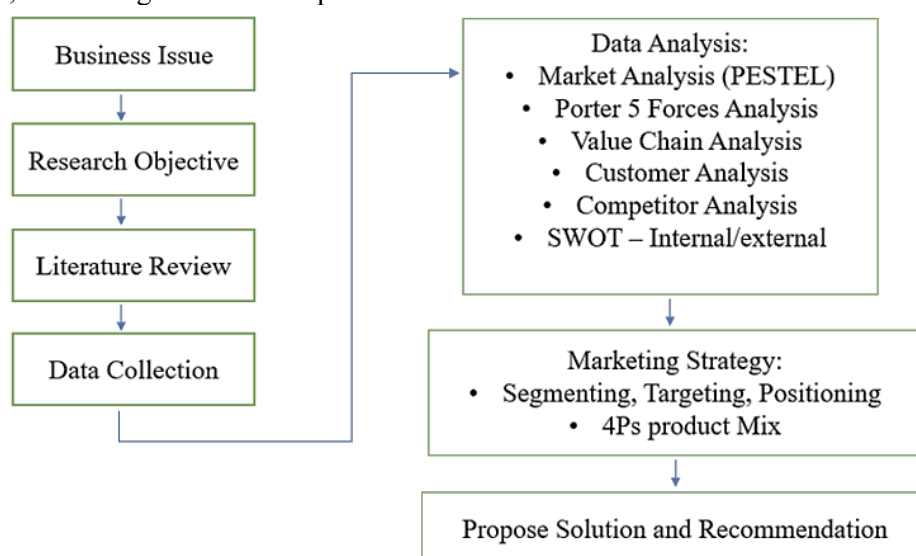 Business Issue
Research Objective
Literature Review
Data Collection
Data Analysis:
• Market Analysis (PESTEL)
• Porter 5 Forces Analysis
• Value Chain Analysis
• Customer Analysis
• Competitor Analysis
• SWOT – Internal/external
Marketing Strategy:
• Segmenting, Targeting, Positioning
• 4Ps product Mix
Propose Solution and Recommendation